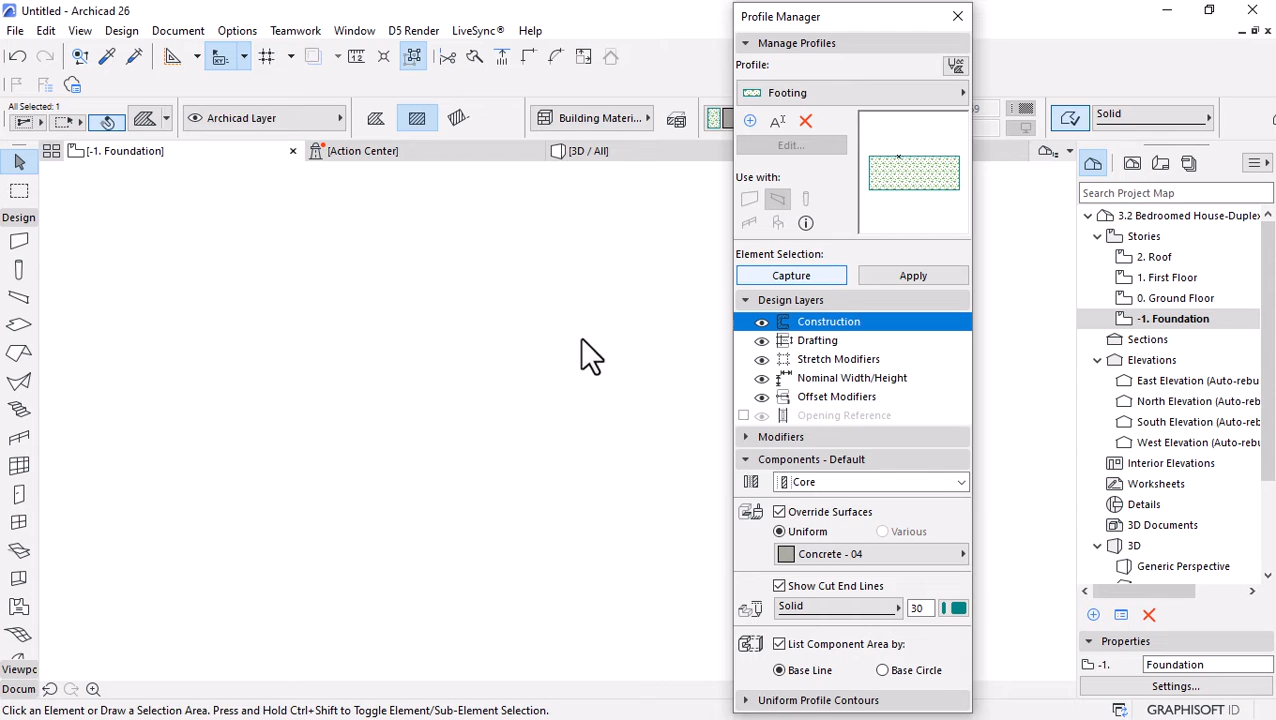 Untitled - Archicad 26
File Edit View Design Document Options Teamwork Window D5 Render LiveSync® Help
All Selected: 1
Archicad Layer
Building Materi...
Solid
[-1. Foundation]
[Action Center]
[3D / All]
Design
Viewpc
Docum
Profile Manager
Manage Profiles
Profile:
Footing
Edit...
Use with:
Element Selection:
Capture
Apply
Design Layers
Construction
Drafting
Stretch Modifiers
Nominal Width/Height
Offset Modifiers
Opening Reference
Modifiers
Components - Default
Core
Override Surfaces
Uniform
Various
Concrete - 04
Show Cut End Lines
Solid
30
List Component Area by:
Base Line
Base Circle
Uniform Profile Contours
Search Project Map
3.2 Bedroomed House-Duplex
Stories
2. Roof
1. First Floor
0. Ground Floor
-1. Foundation
Sections
Elevations
East Elevation (Auto-rebu
North Elevation (Auto-rebu
South Elevation (Auto-rebu
West Elevation (Auto-rebu
Interior Elevations
Worksheets
Details
3D Documents
3D
Generic Perspective
Properties
-1.
Foundation
Settings...
Click an Element or Draw a Selection Area. Press and Hold Ctrl+Shift to Toggle Element/Sub-Element Selection.
GRAPHISOFT ID